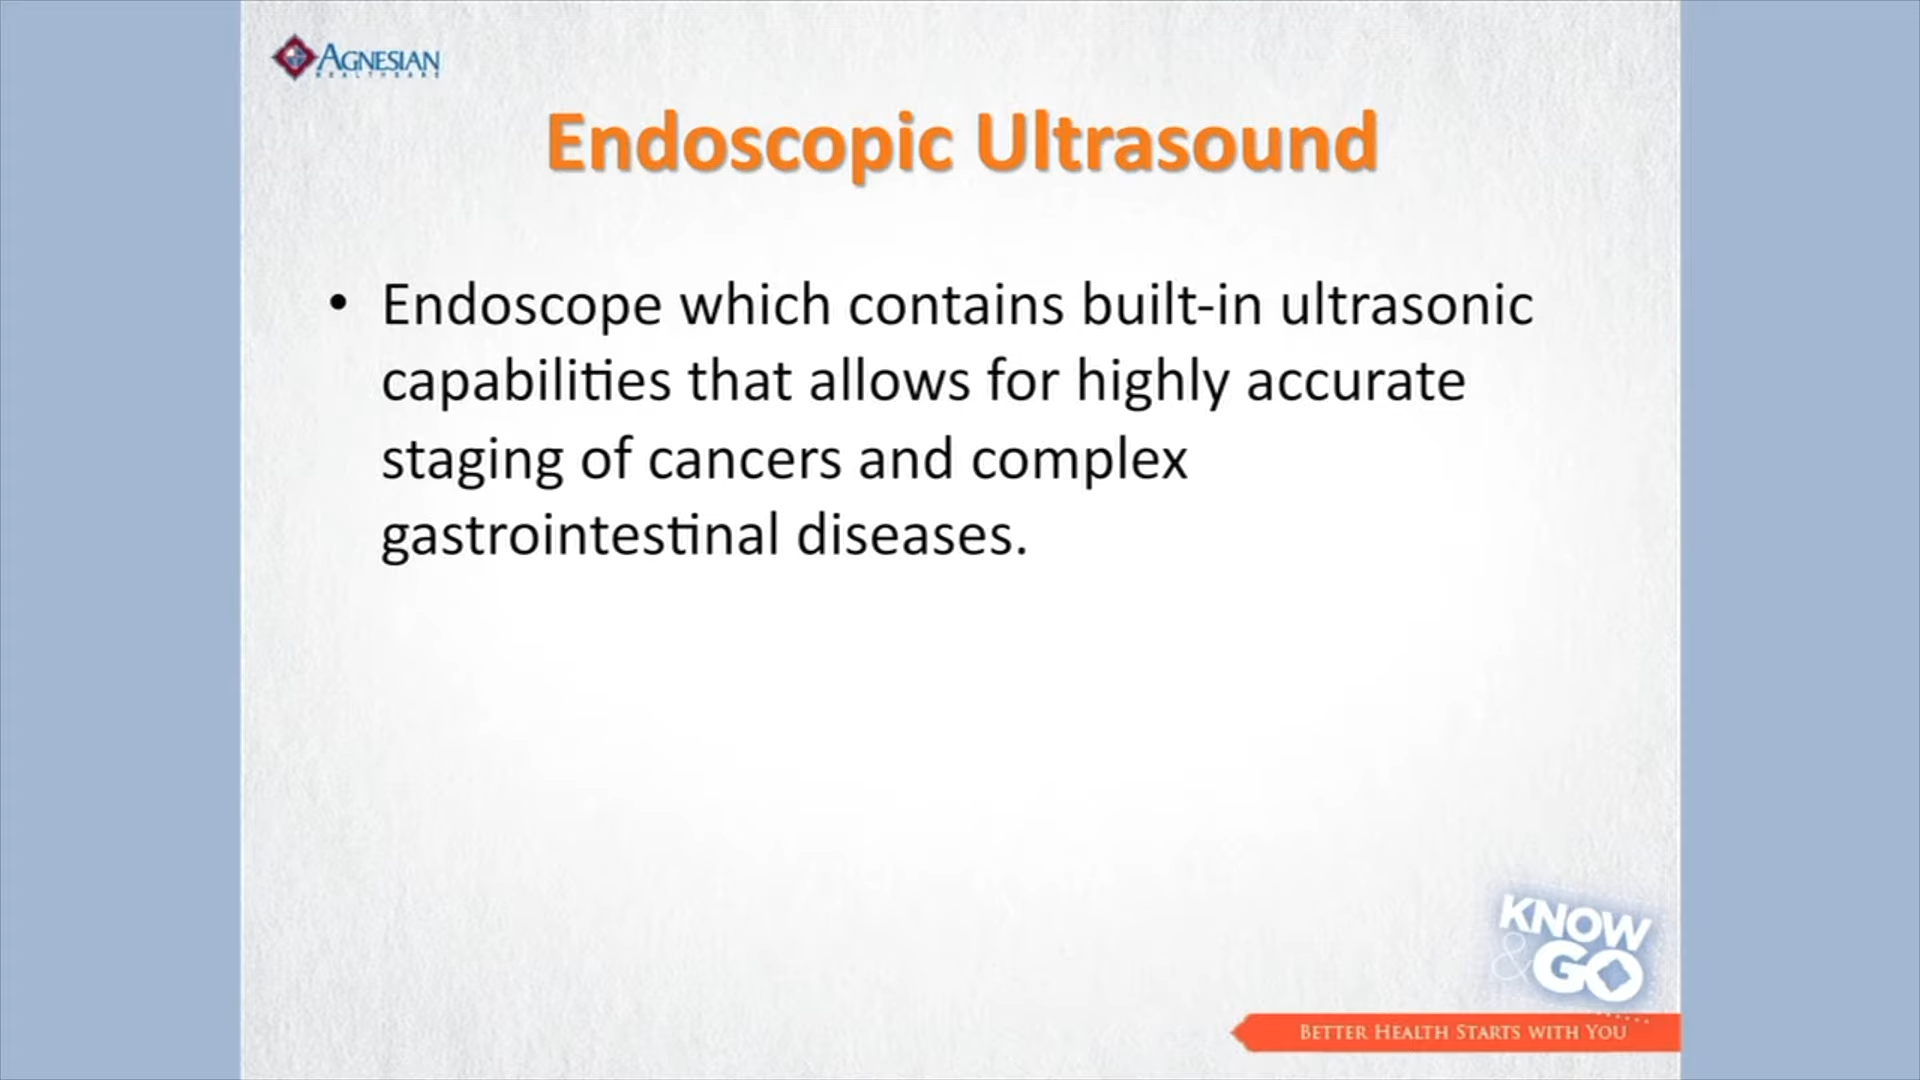 AGNESIAN
HEALTHCARE
Endoscopic Ultrasound
• Endoscope which contains built-in ultrasonic
capabilities that allows for highly accurate
staging of cancers and complex
gastrointestinal diseases.
KNOW
& GO
BETTER HEALTH STARTS WITH YOU